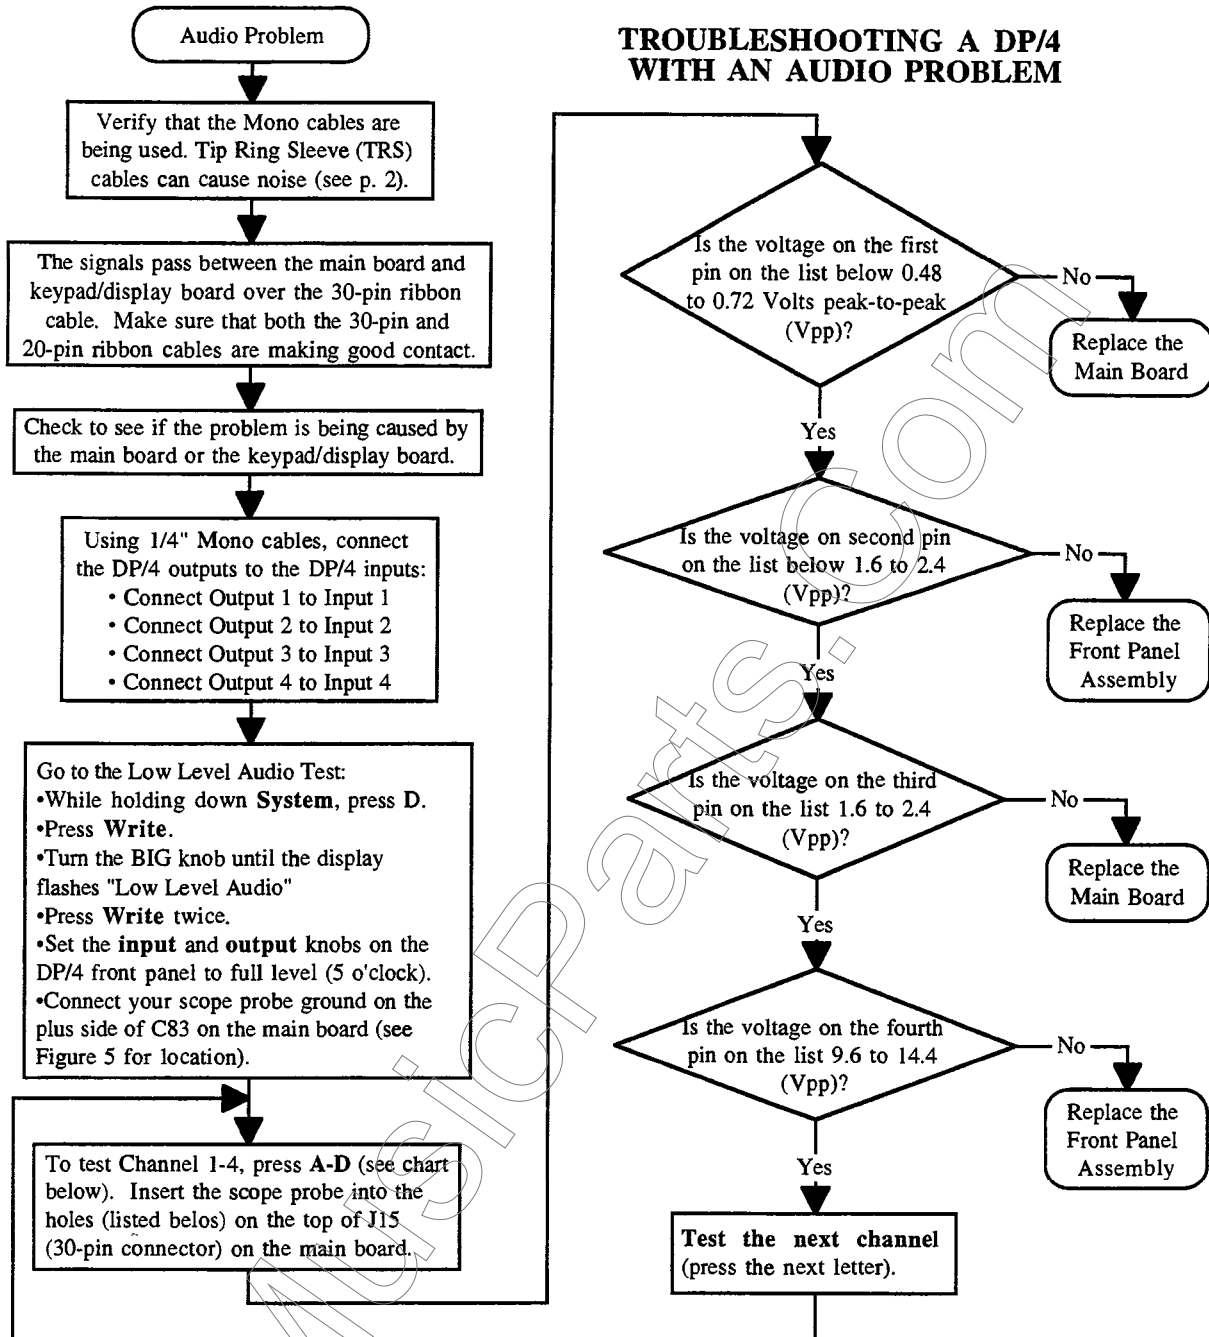 Audio Problem
TROUBLESHOOTING A DP/4
WITH AN AUDIO PROBLEM
Verify that the Mono cables are
being used. Tip Ring Sleeve (TRS)
cables can cause noise (see p. 2).
The signals pass between the main board and
keypad/display board over the 30-pin ribbon
cable. Make sure that both the 30-pin and
20-pin ribbon cables are making good contact.
Check to see if the problem is being caused by
the main board or the keypad/display board.
Using 1/4" Mono cables, connect
the DP/4 outputs to the DP/4 inputs:
• Connect Output 1 to Input 1
• Connect Output 2 to Input 2
• Connect Output 3 to Input 3
• Connect Output 4 to Input 4
Go to the Low Level Audio Test:
•While holding down System, press D.
•Press Write.
•Turn the BIG knob until the display
flashes "Low Level Audio"
•Press Write twice.
•Set the input and output knobs on the
DP/4 front panel to full level (5 o'clock).
•Connect your scope probe ground on the
plus side of C83 on the main board (see
Figure 5 for location).
To test Channel 1-4, press A-D (see chart
below). Insert the scope probe into the
holes (listed belos) on the top of J15
(30-pin connector) on the main board.
Is the voltage on the first
pin on the list below 0.48
to 0.72 Volts peak-to-peak
(Vpp)?
No
Replace the
Main Board
Yes
Is the voltage on second pin
on the list below 1.6 to 2.4
(Vpp)?
No
Replace the
Front Panel
Assembly
Yes
Is the voltage on the third
pin on the list 1.6 to 2.4
(Vpp)?
No
Replace the
Main Board
Yes
Is the voltage on the fourth
pin on the list 9.6 to 14.4
(Vpp)?
No
Replace the
Front Panel
Assembly
Yes
Test the next channel
(press the next letter).
MusicParts.Com